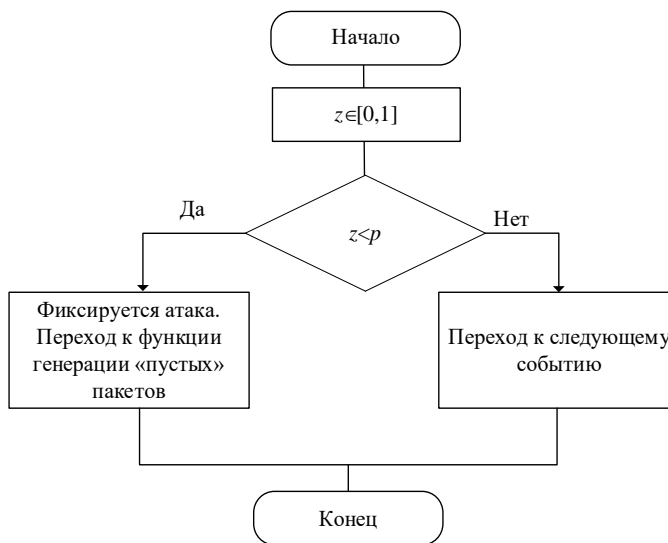 Начало
z∈[0,1]
Да
z<p
Нет
Фиксируется атака.
Переход к функции
генерации «пустых»
пакетов
Переход к следующему
событию
Конец